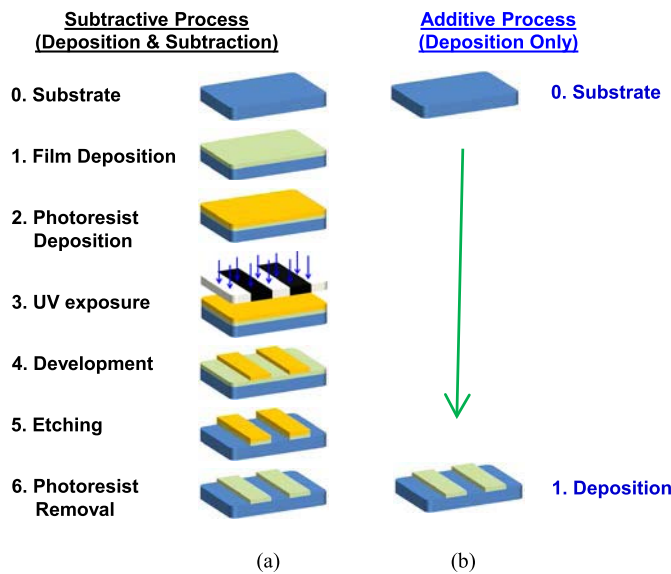 Subtractive Process
(Deposition & Subtraction)
Additive Process
(Deposition Only)
0. Substrate
0. Substrate
1. Film Deposition
2. Photoresist
Deposition
3. UV exposure
4. Development
5. Etching
6. Photoresist
Removal
1. Deposition
(a)
(b)